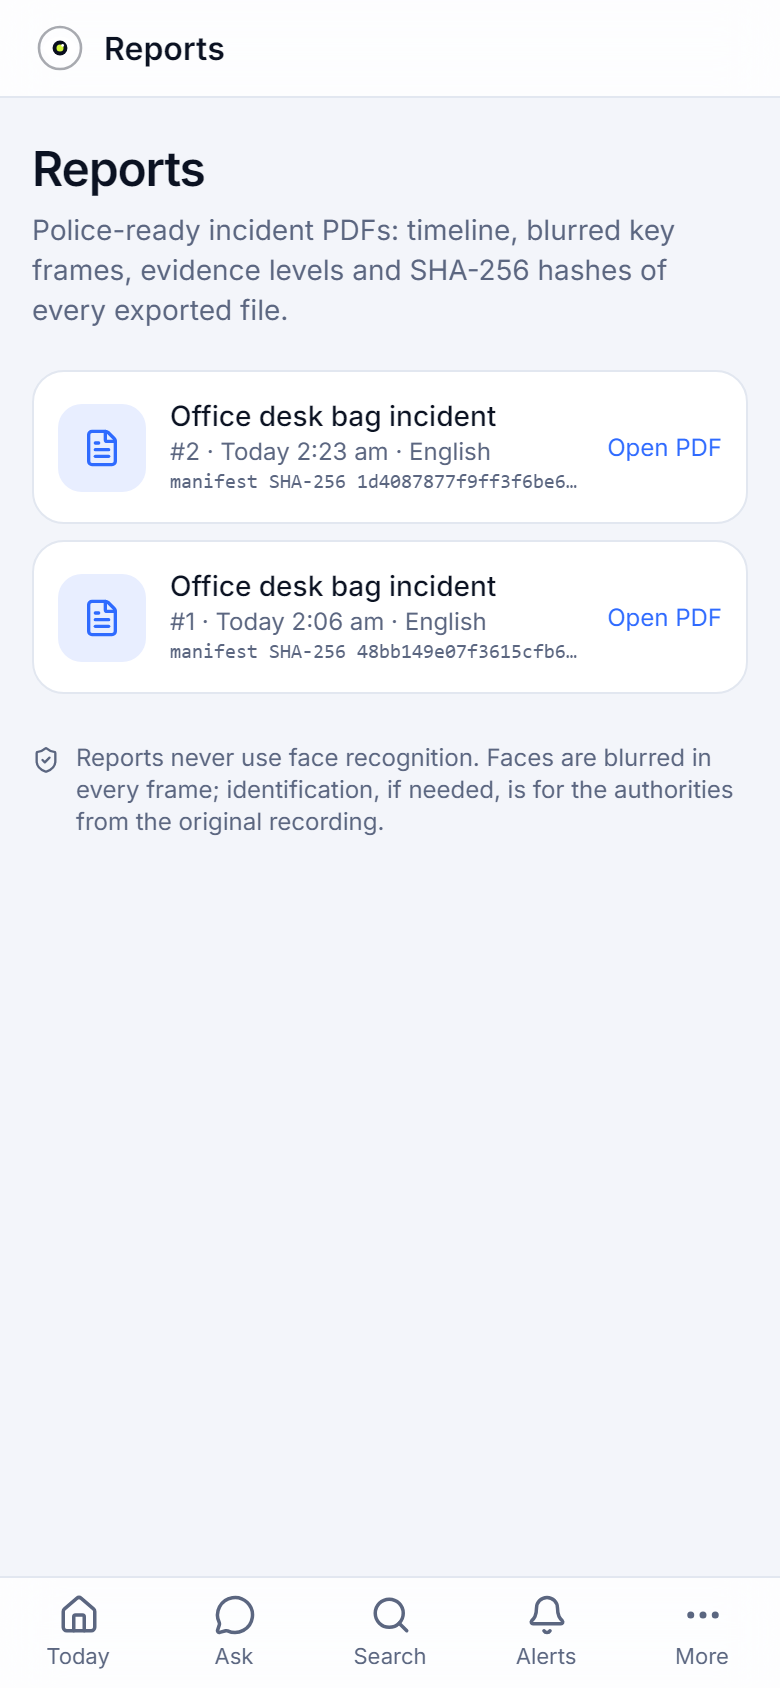 Reports
Reports
Police-ready incident PDFs: timeline, blurred key
frames, evidence levels and SHA-256 hashes of
every exported file.
Office desk bag incident
#2 · Today 2:23 am · English
manifest SHA-256 1d4087877f9ff3f6be6…
Open PDF
Office desk bag incident
#1 · Today 2:06 am · English
manifest SHA-256 48bb149e07f3615cfb6…
Open PDF
Reports never use face recognition. Faces are blurred in
every frame; identification, if needed, is for the authorities
from the original recording.
Today
Ask
Search
Alerts
More